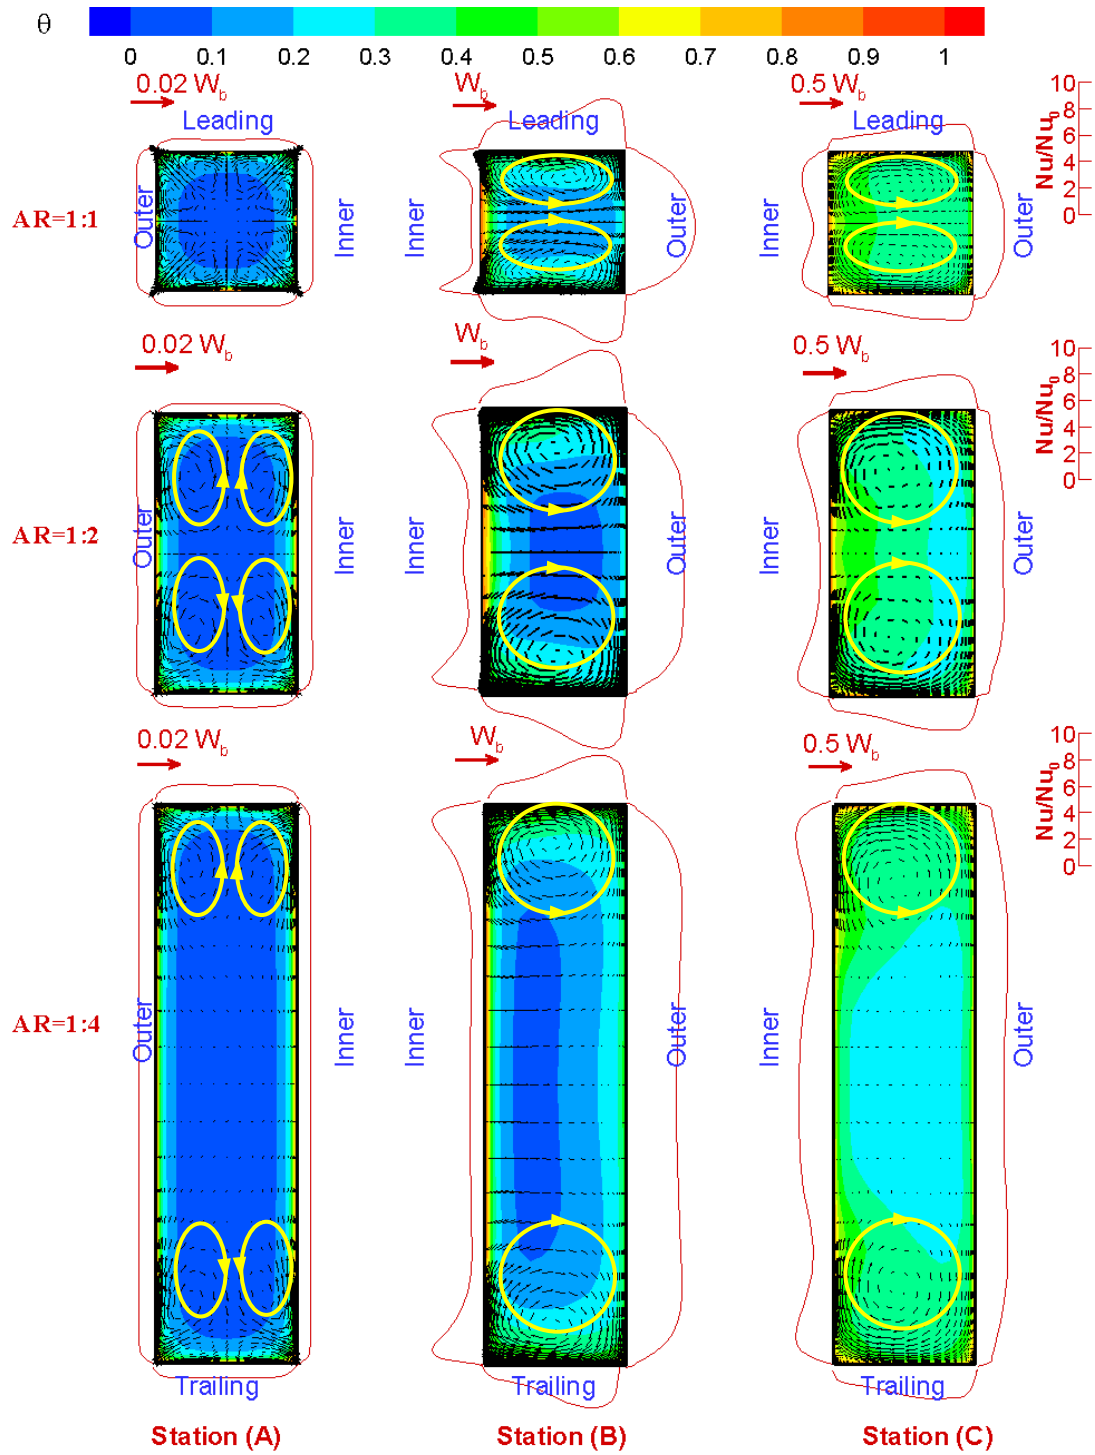 θ
0 0.1 0.2 0.3 0.4 0.5 0.6 0.7 0.8 0.9 1
0.02 W_b W_b 0.5 W_b
Leading Leading Leading
AR=1:1
Outer Inner Inner Outer Inner Outer
10
8
6
4
2
0
Nu/Nu_0
0.02 W_b W_b 0.5 W_b
AR=1:2
Outer Inner Inner Outer Inner Outer
10
8
6
4
2
0
Nu/Nu_0
0.02 W_b W_b 0.5 W_b
AR=1:4
Outer Inner Inner Outer Inner Outer
10
8
6
4
2
0
Nu/Nu_0
Trailing Trailing Trailing
Station (A) Station (B) Station (C)